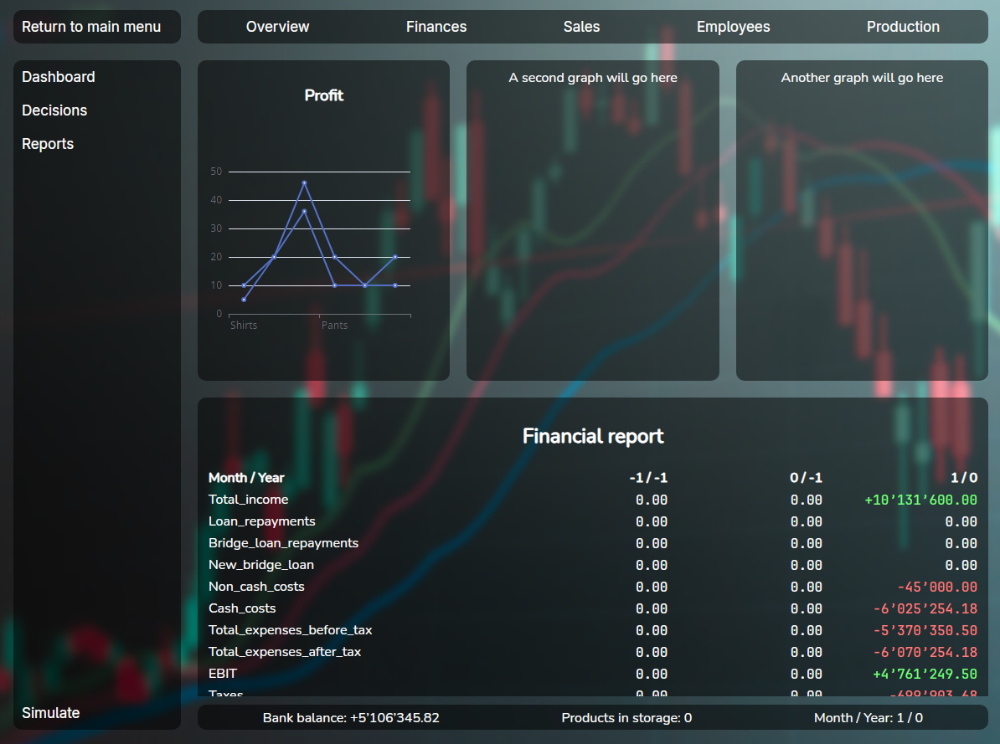 Return to main menu
Overview Finances Sales Employees Production
Dashboard
Decisions
Reports
Simulate
Profit
50
40
30
20
10
0
Shirts Pants
A second graph will go here
Another graph will go here
Financial report
Month / Year -1 / -1 0 / -1 1 / 0
Total_income 0.00 0.00 +10’131’600.00
Loan_repayments 0.00 0.00 0.00
Bridge_loan_repayments 0.00 0.00 0.00
New_bridge_loan 0.00 0.00 0.00
Non_cash_costs 0.00 0.00 -45’000.00
Cash_costs 0.00 0.00 -6’025’254.18
Total_expenses_before_tax 0.00 0.00 -5’370’350.50
Total_expenses_after_tax 0.00 0.00 -6’070’254.18
EBIT 0.00 0.00 +4’761’249.50
Taxes 0.00 0.00 -699’903.68
Bank balance: +5’106’345.82 Products in storage: 0 Month / Year: 1 / 0